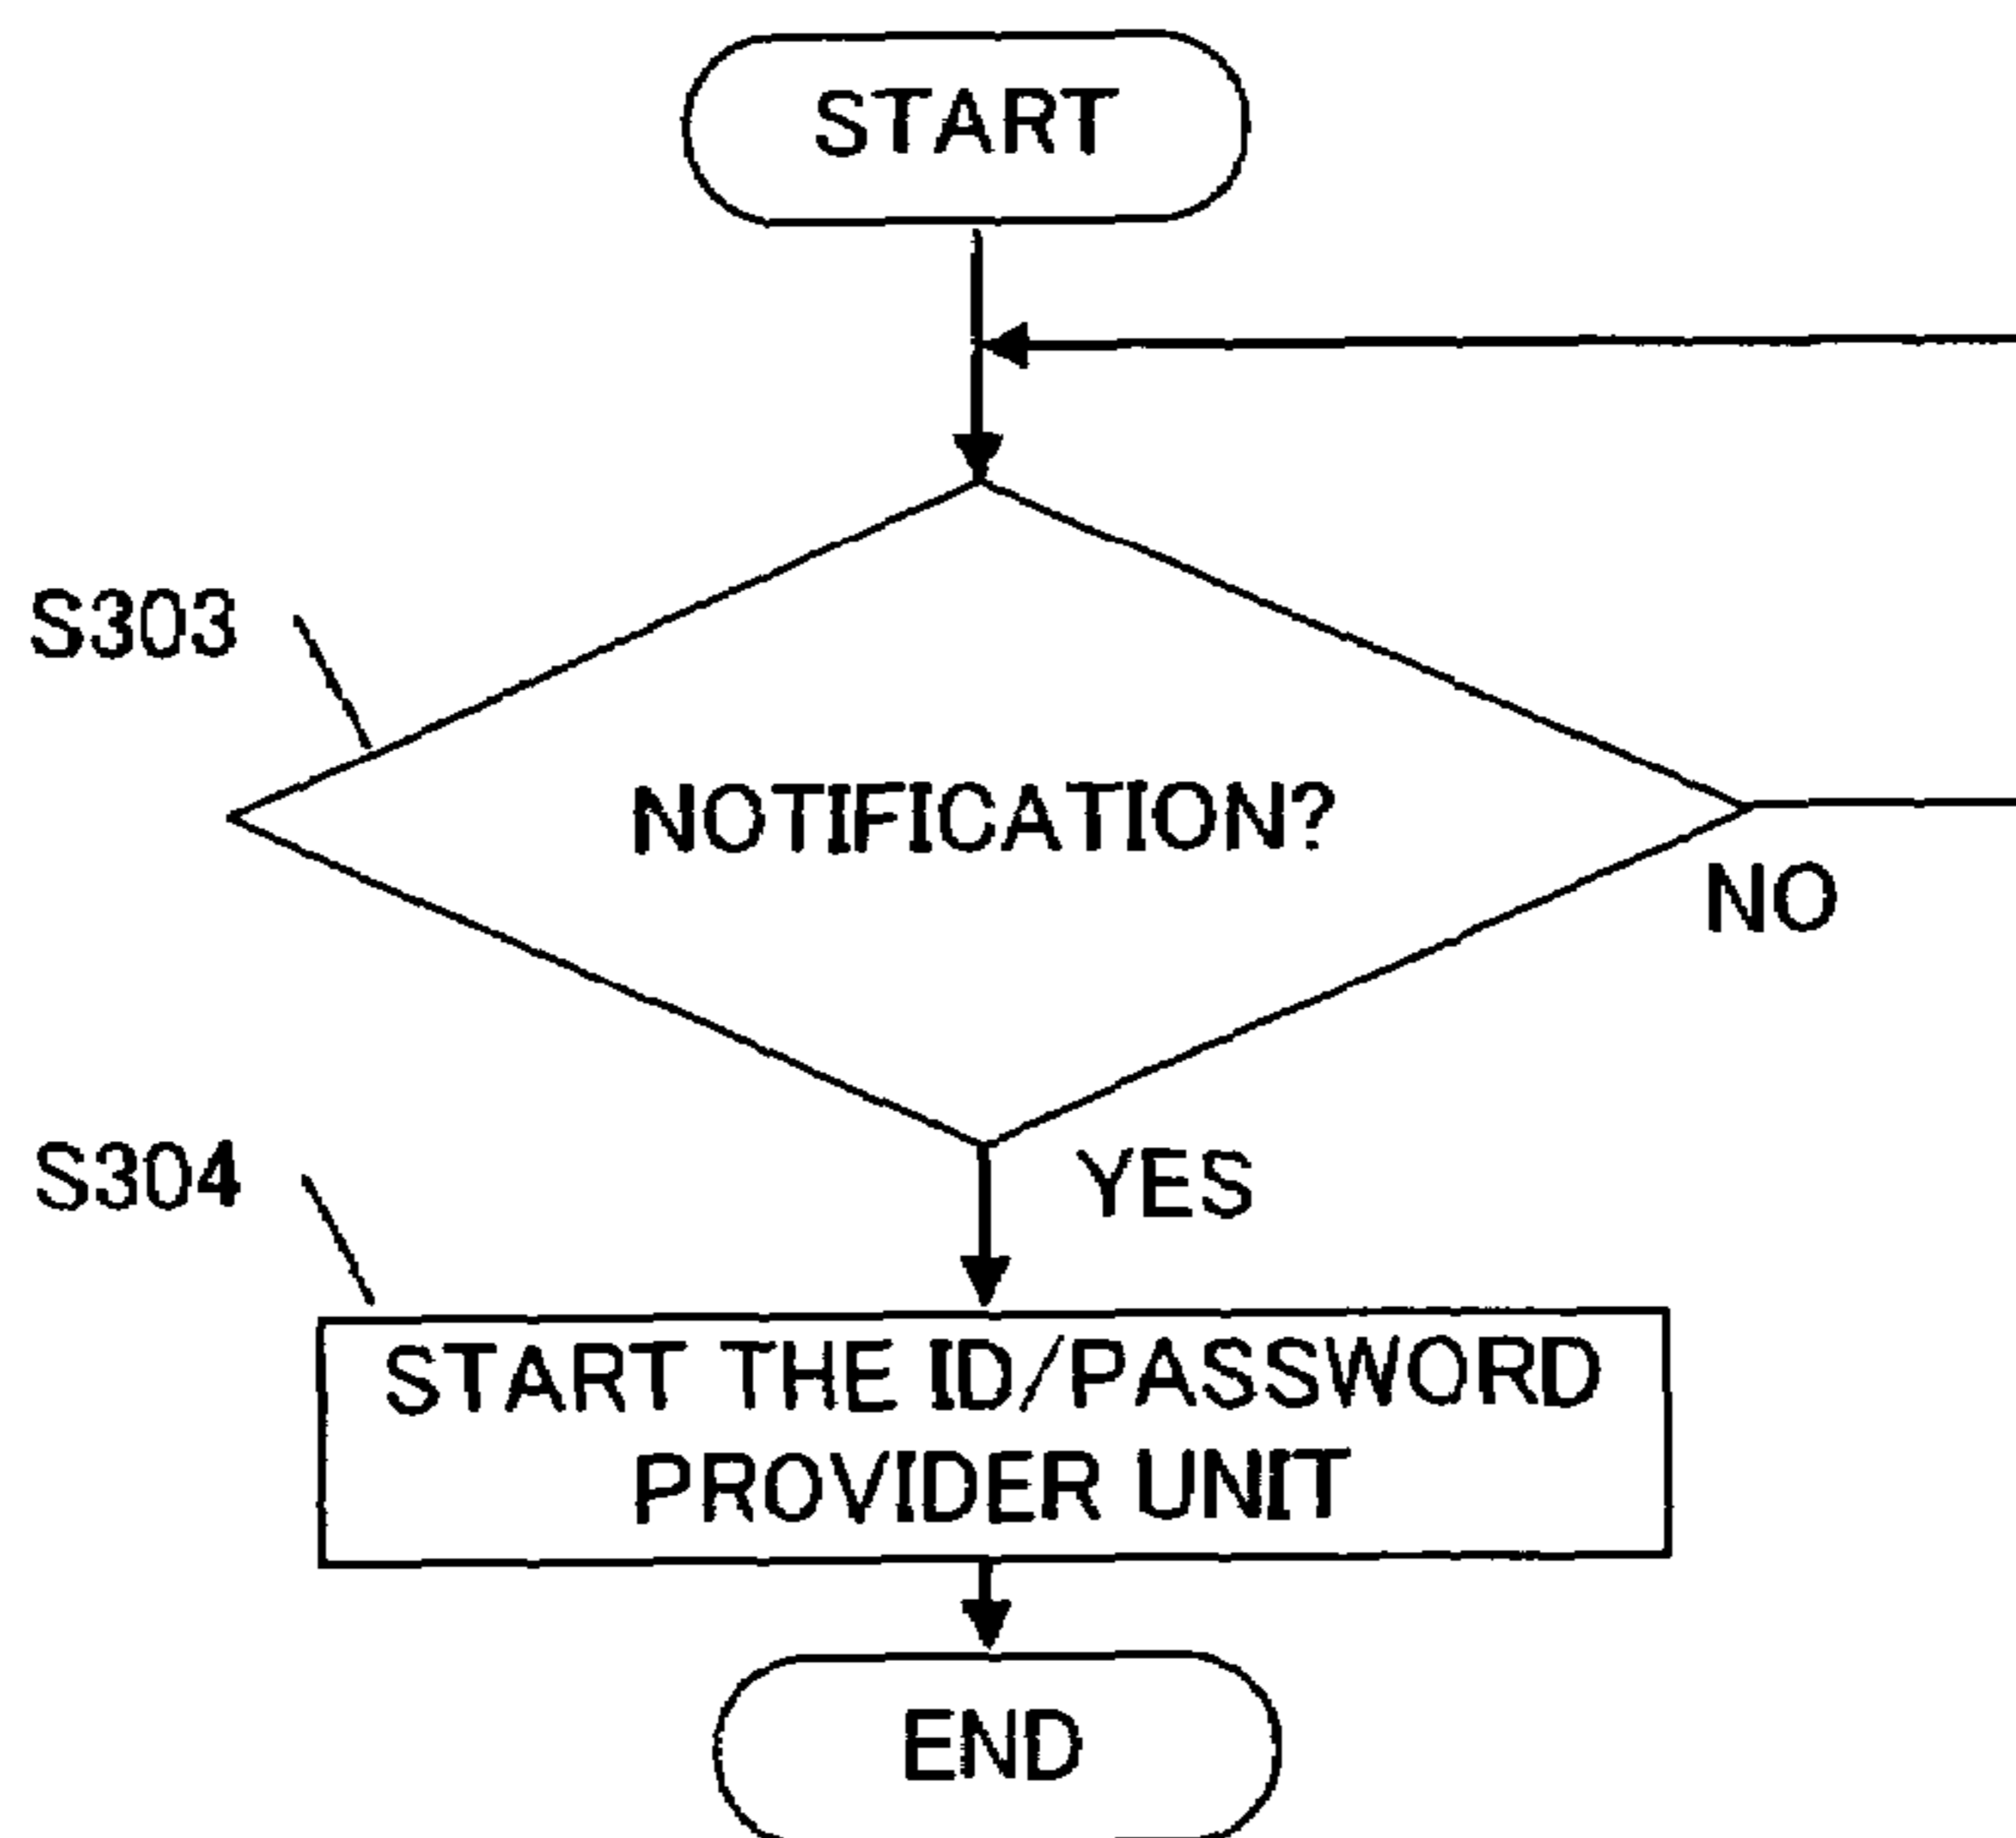 START
S303
NOTIFICATION?
NO
S304
YES
START THE ID/PASSWORD
PROVIDER UNIT
END